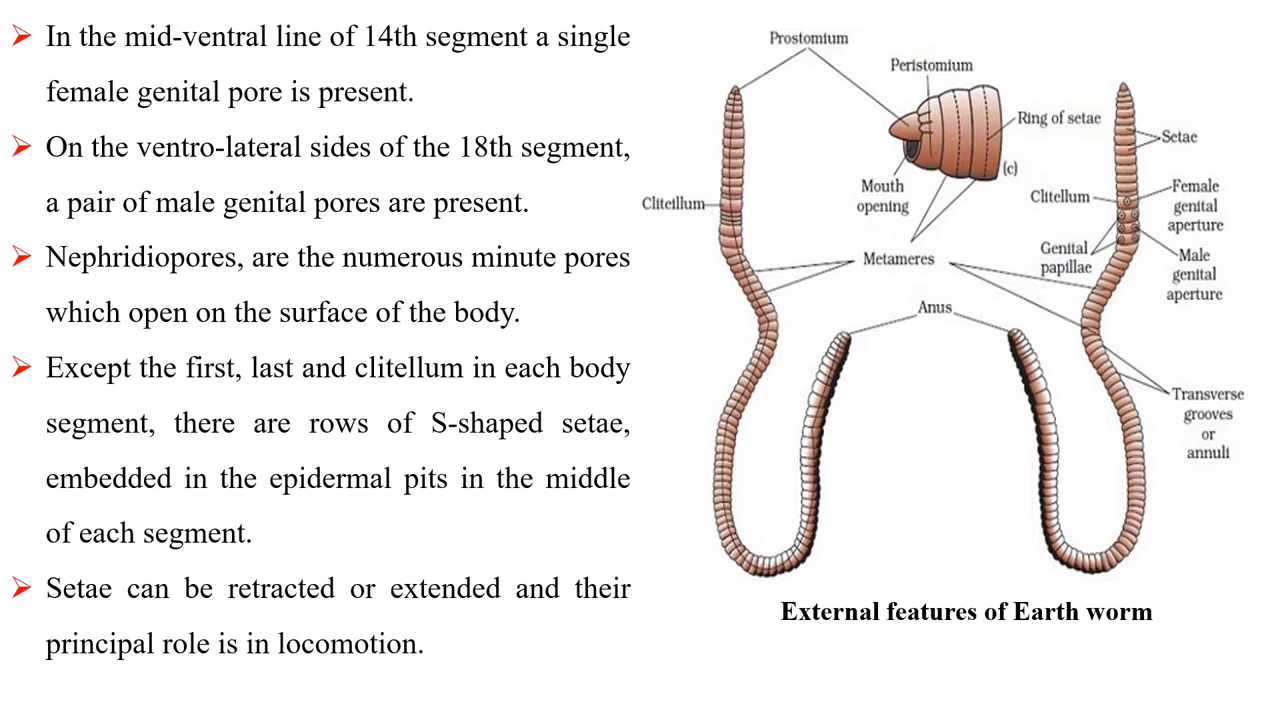 ➢ In the mid-ventral line of 14th segment a single
female genital pore is present.
➢ On the ventro-lateral sides of the 18th segment,
a pair of male genital pores are present.
➢ Nephridiopores, are the numerous minute pores
which open on the surface of the body.
➢ Except the first, last and clitellum in each body
segment, there are rows of S-shaped setae,
embedded in the epidermal pits in the middle
of each segment.
➢ Setae can be retracted or extended and their
principal role is in locomotion.
Prostomium
Peristomium
Ring of setae
(c)
Mouth
opening
Setae
Cliteillum
Clitellum
Female
genital
aperture
Genital
papillae
Male
genital
aperture
Metameres
Anus
Transverse
grooves
or
annuli
External features of Earth worm